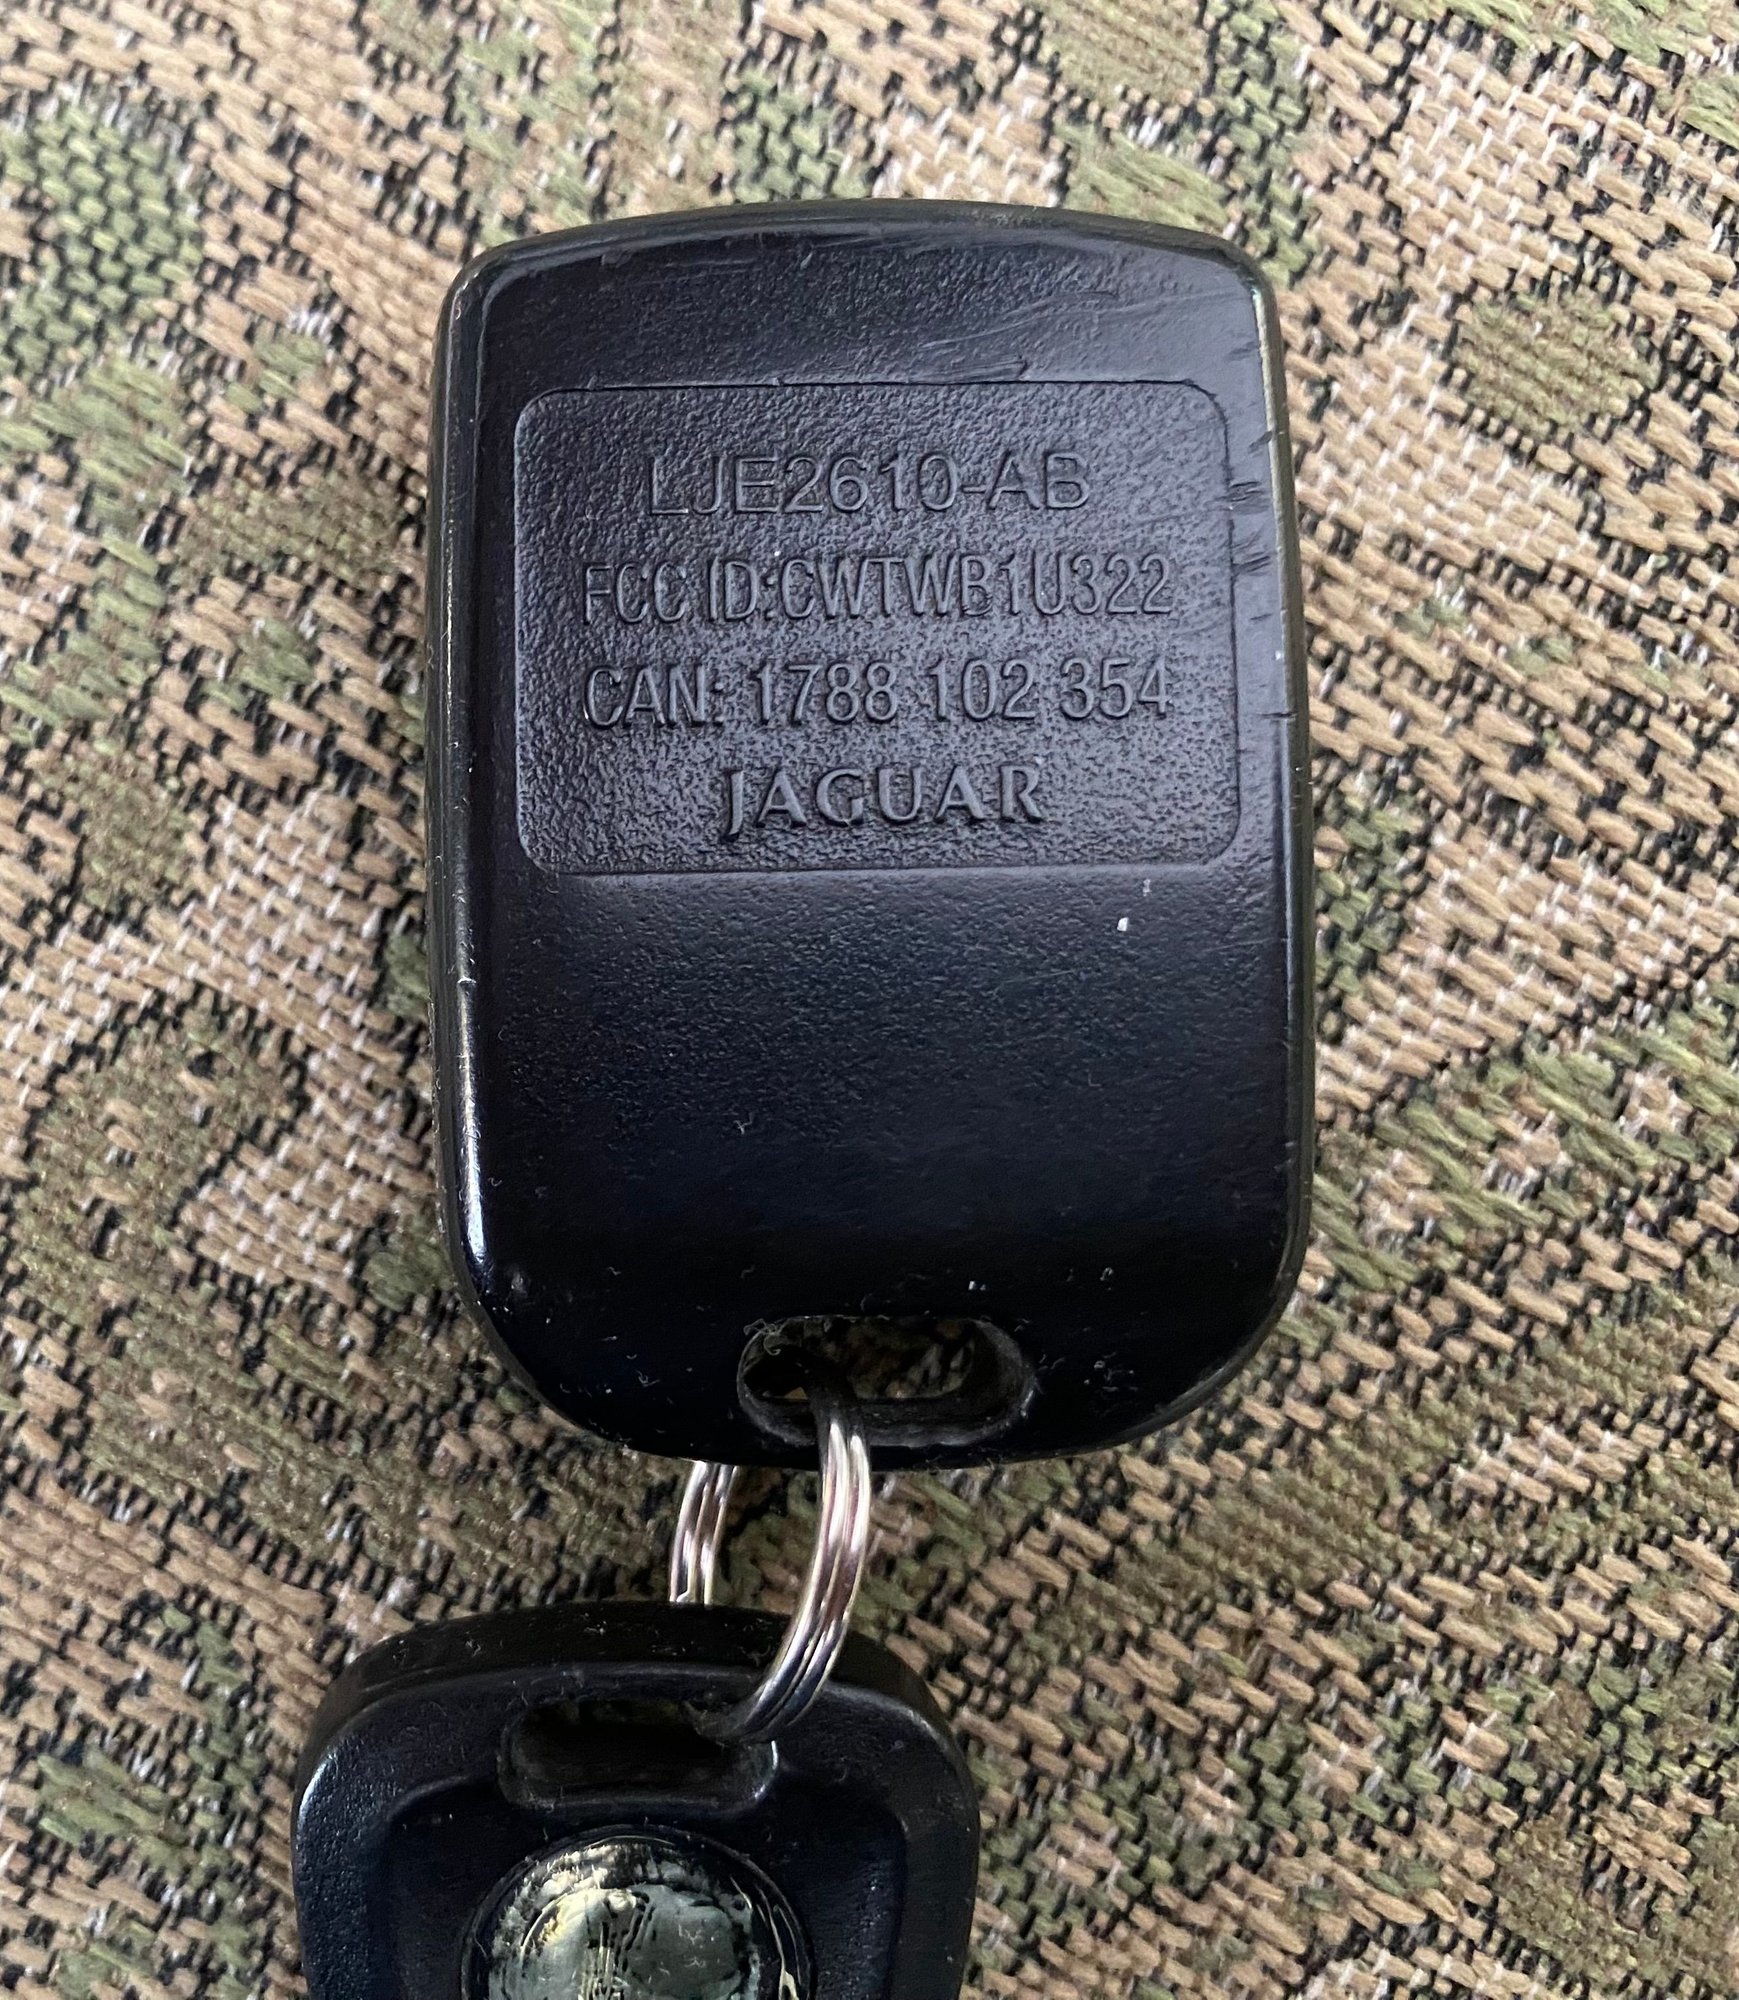 LJE2610-AB
FCC ID:CWTWB1U322
CAN: 1788 102 354
JAGUAR